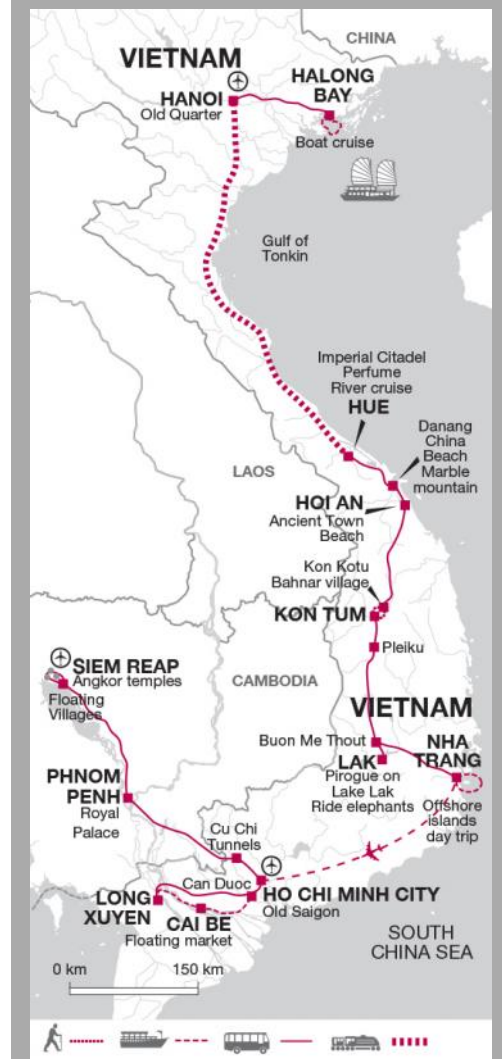 CHINA
VIETNAM
HALONG
BAY
HANOI
Old Quarter
Boat cruise
Gulf of
Tonkin
Imperial Citadel
Perfume
River cruise
HUE
Danang
China
Beach
Marble
mountain
LAOS
HOI AN
Ancient Town
Beach
Kon Kotu
Bahnar village
KON TUM
Pleiku
SIEM REAP
Angkor temples
Floating
Villages
CAMBODIA
VIETNAM
Buon Me Thout
NHA
TRANG
LAK
Pirogue on
Lake Lak
Ride elephants
Offshore
islands
day trip
PHNOM
PENH
Royal
Palace
Cu Chi
Tunnels
Can Duoc
HO CHI MINH CITY
Old Saigon
LONG
XUYEN
CAI BE
Floating market
SOUTH
CHINA SEA
0 km 150 km